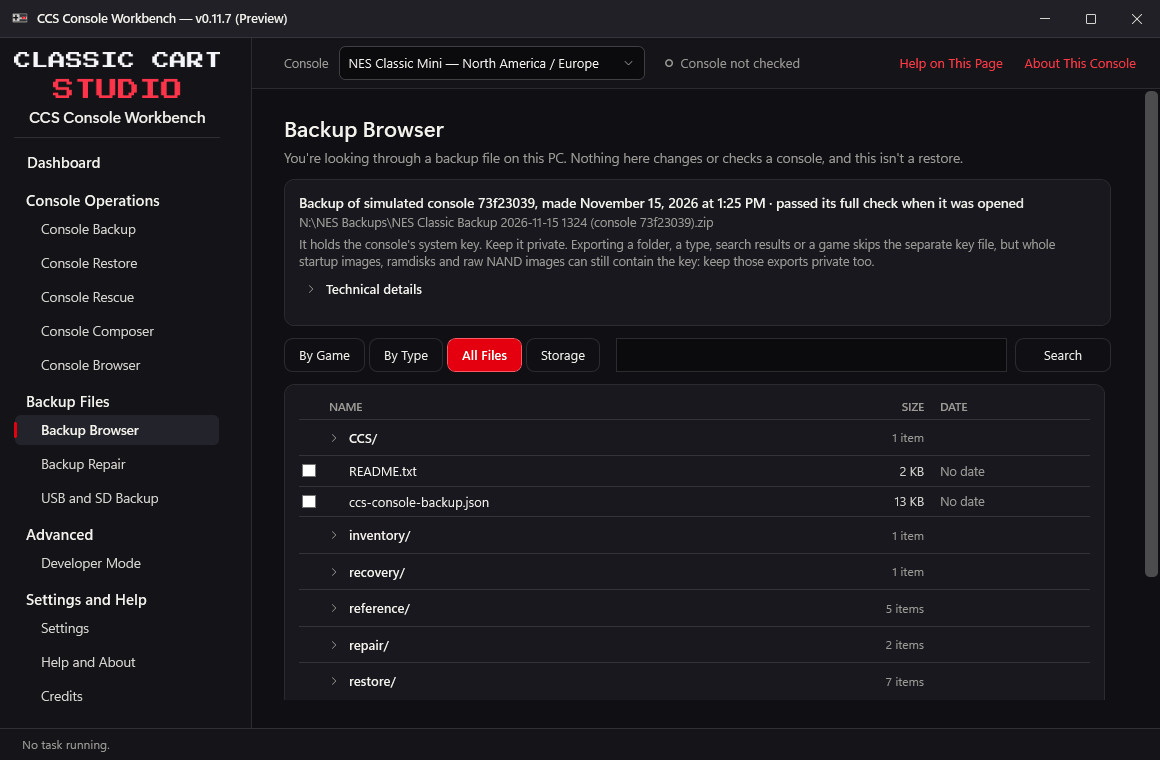 CCS Console Workbench — v0.11.7 (Preview)
CLASSIC CART
STUDIO
CCS Console Workbench
Dashboard
Console Operations
Console Backup
Console Restore
Console Rescue
Console Composer
Console Browser
Backup Files
Backup Browser
Backup Repair
USB and SD Backup
Advanced
Developer Mode
Settings and Help
Settings
Help and About
Credits
Console NES Classic Mini — North America / Europe Console not checked Help on This Page About This Console
Backup Browser
You're looking through a backup file on this PC. Nothing here changes or checks a console, and this isn't a restore.
Backup of simulated console 73f23039, made November 15, 2026 at 1:25 PM · passed its full check when it was opened
N:\NES Backups\NES Classic Backup 2026-11-15 1324 (console 73f23039).zip
It holds the console's system key. Keep it private. Exporting a folder, a type, search results or a game skips the separate key file, but whole
startup images, ramdisks and raw NAND images can still contain the key: keep those exports private too.
Technical details
By Game By Type All Files Storage Search
NAME SIZE DATE
CCS/ 1 item
README.txt 2 KB No date
ccs-console-backup.json 13 KB No date
inventory/ 1 item
recovery/ 1 item
reference/ 5 items
repair/ 2 items
restore/ 7 items
No task running.